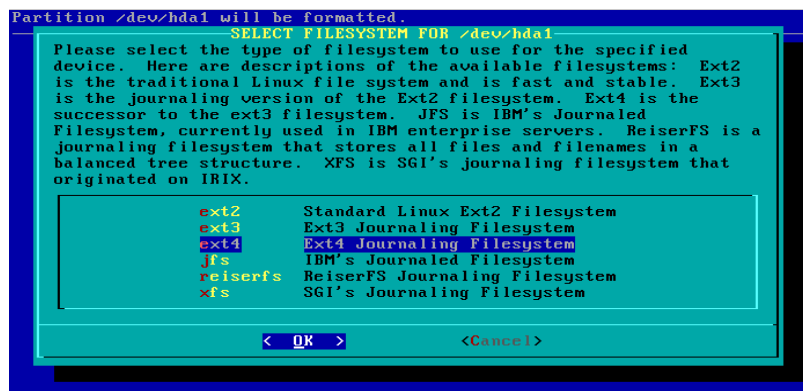 Partition /dev/hda1 will be formatted.
SELECT FILESYSTEM FOR /dev/hda1
Please select the type of filesystem to use for the specified
device.  Here are descriptions of the available filesystems:  Ext2
is the traditional Linux file system and is fast and stable.  Ext3
is the journaling version of the Ext2 filesystem.  Ext4 is the
successor to the ext3 filesystem.  JFS is IBM's Journaled
Filesystem, currently used in IBM enterprise servers.  ReiserFS is a
journaling filesystem that stores all files and filenames in a
balanced tree structure.  XFS is SGI's journaling filesystem that
originated on IRIX.
ext2 Standard Linux Ext2 Filesystem
ext3 Ext3 Journaling Filesystem
ext4 Ext4 Journaling Filesystem
jfs IBM's Journaled Filesystem
reiserfs ReiserFS Journaling Filesystem
xfs SGI's Journaling Filesystem
< OK > <Cancel>